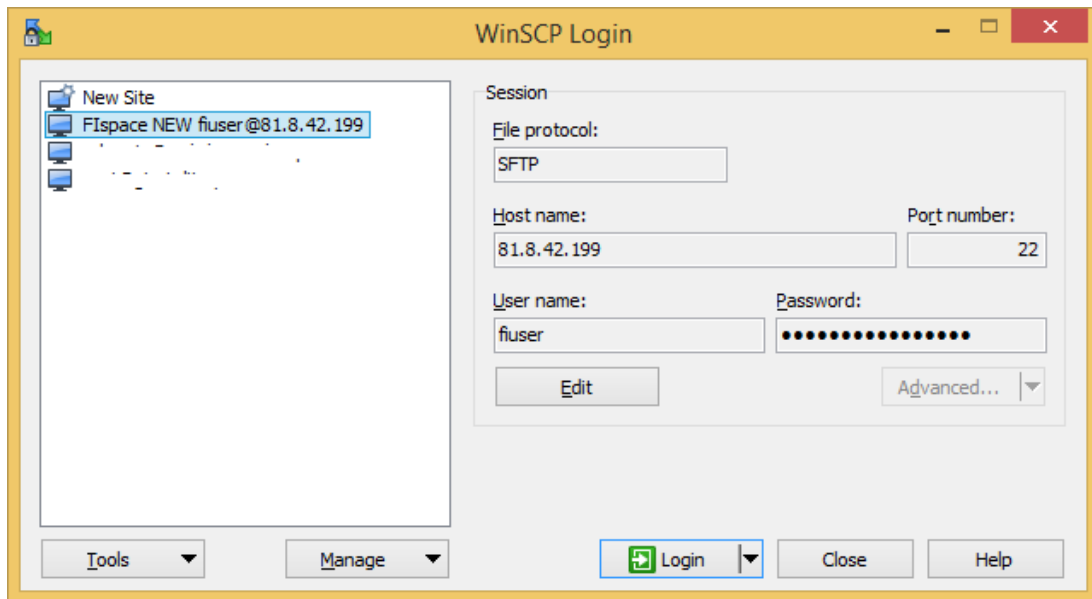 WinSCP Login
New Site
FIspace NEW fiuser@81.8.42.199
Session
File protocol:
SFTP
Host name:
Port number:
81.8.42.199
22
User name:
Password:
fiuser
••••••••••••••••
Edit
Advanced...
Tools
Manage
Login
Close
Help